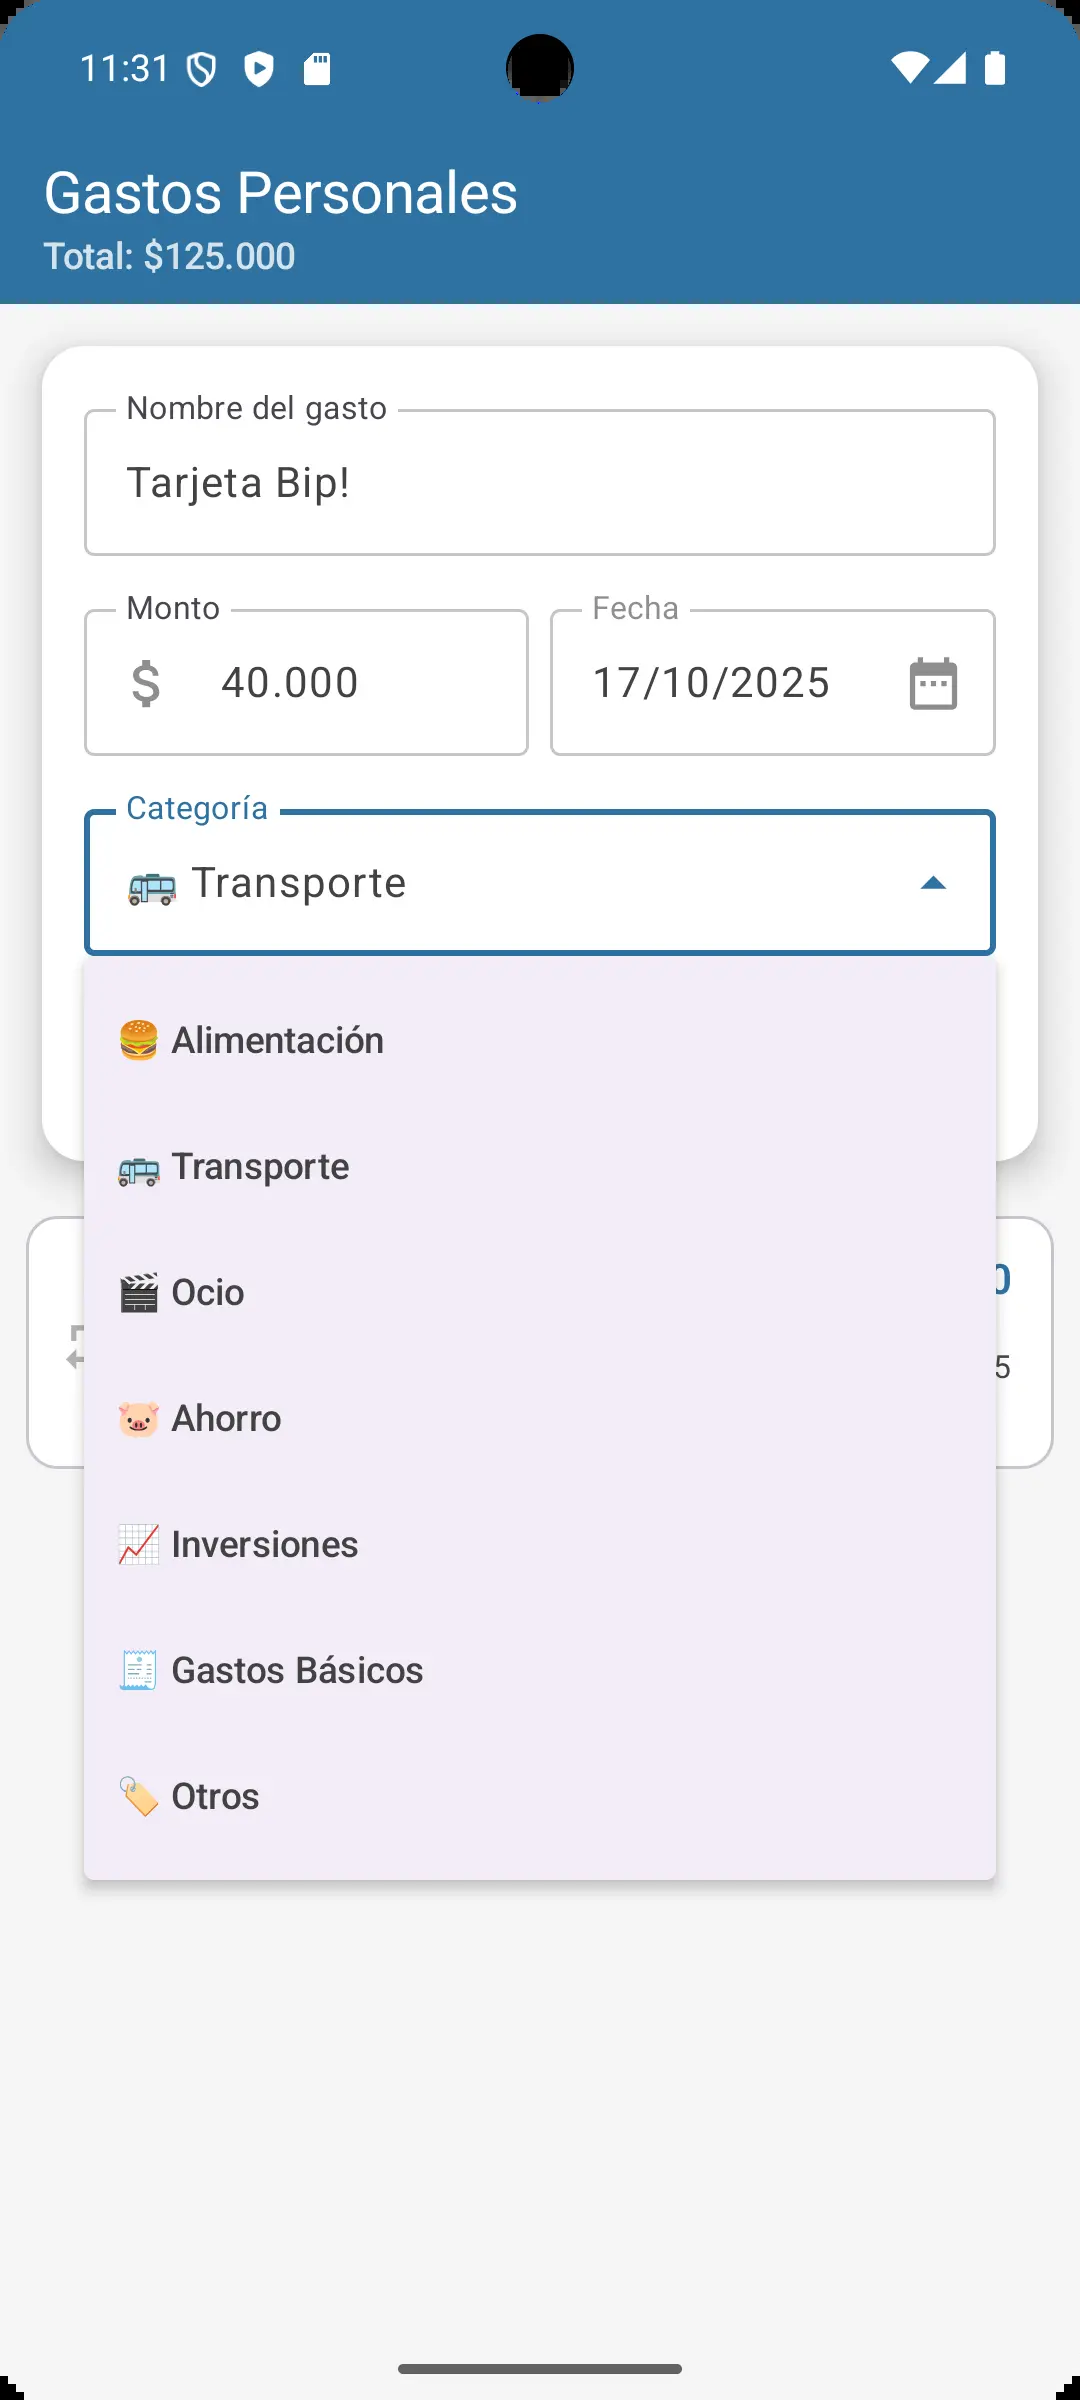 11:31
Gastos Personales
Total: $125.000
Nombre del gasto
Tarjeta Bip!
Monto
Fecha
$ 40.000
17/10/2025
Categoría
🚌 Transporte
🍔 Alimentación
🚌 Transporte
🎬 Ocio
🐷 Ahorro
📈 Inversiones
🧾 Gastos Básicos
🏷️ Otros
0
5